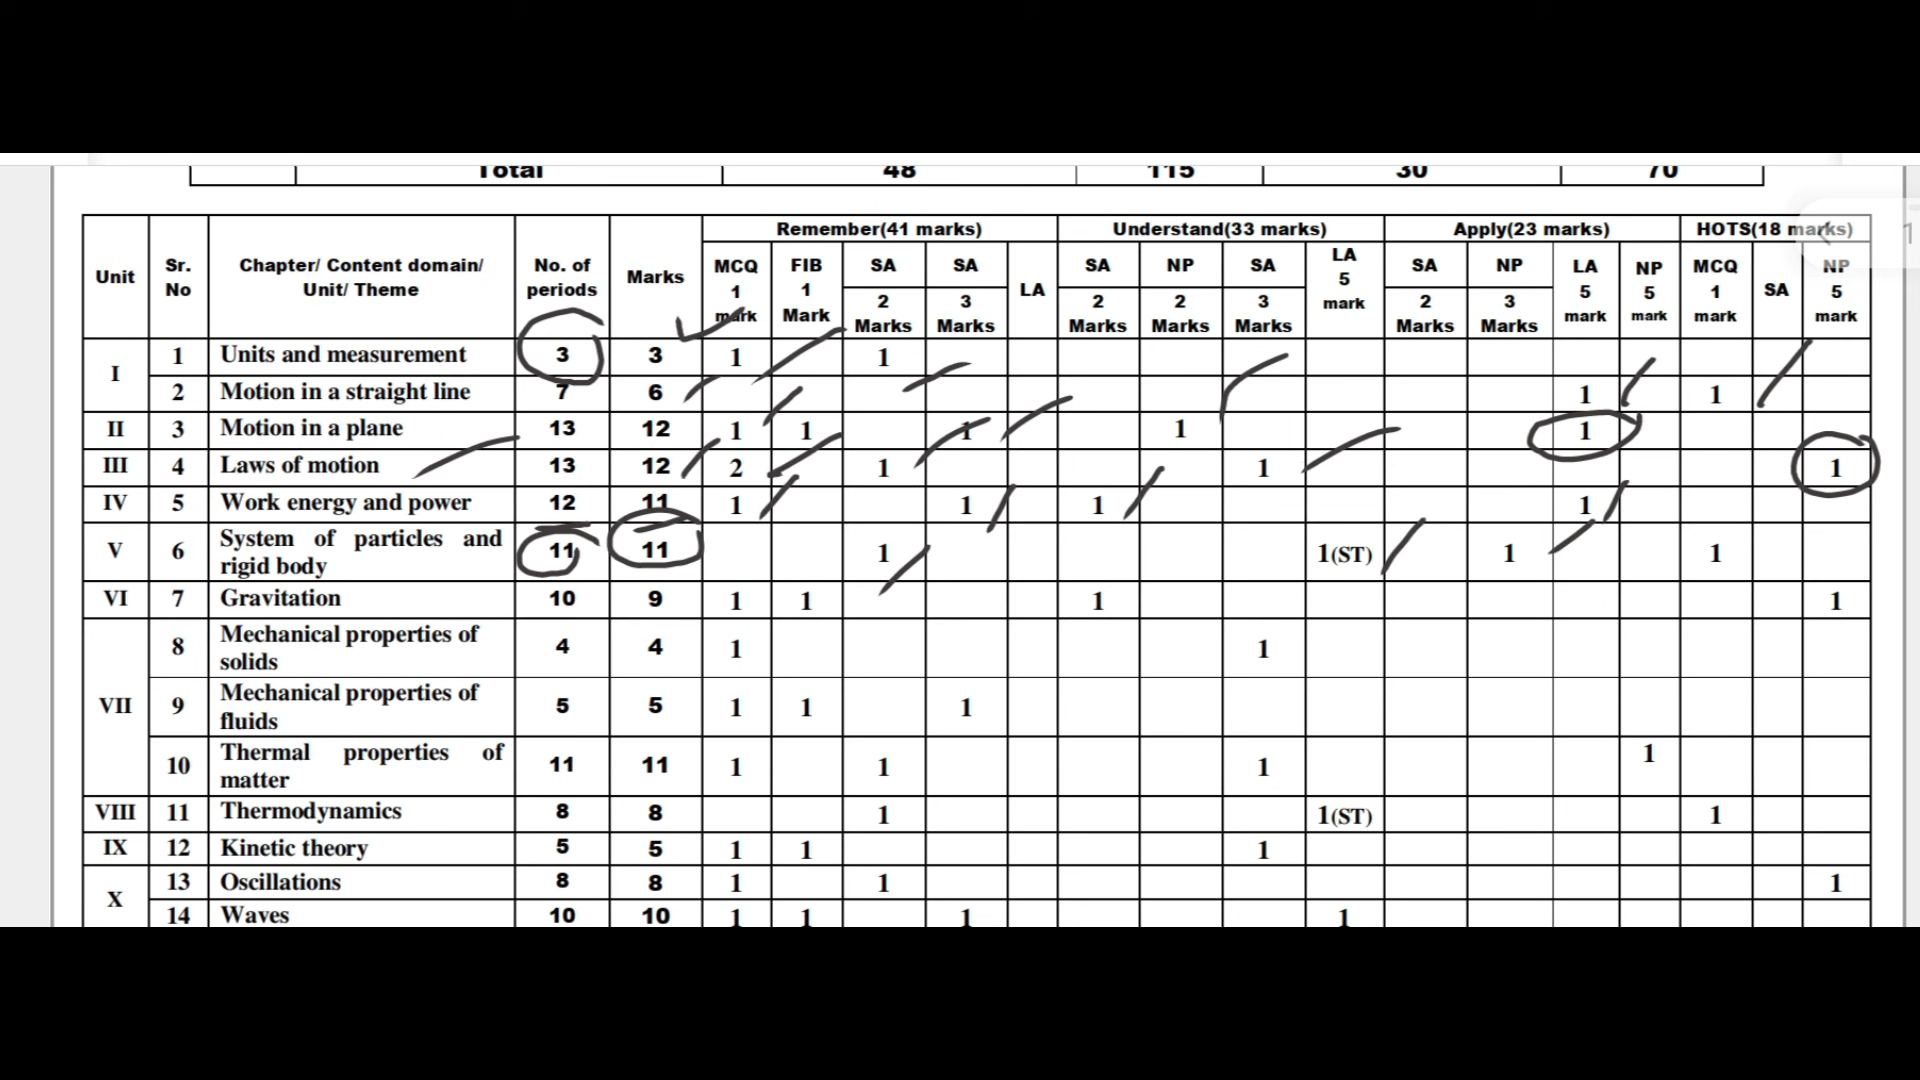 Total 48 115 30 70
Unit Sr. No Chapter/ Content domain/ Unit/ Theme No. of periods Marks Remember(41 marks) Understand(33 marks) Apply(23 marks) HOTS(18 marks)
MCQ 1 mark FIB 1 Mark SA 2 Marks SA 3 Marks LA SA 2 Marks NP 2 Marks SA 3 Marks LA 5 mark SA 2 Marks NP 3 Marks LA 5 mark NP 5 mark MCQ 1 mark SA NP 5 mark
I 1 Units and measurement 3 3 1 1
2 Motion in a straight line 7 6 1 1
II 3 Motion in a plane 13 12 1 1 1 1 1
III 4 Laws of motion 13 12 2 1 1 1
IV 5 Work energy and power 12 11 1 1 1 1
V 6 System of particles and rigid body 11 11 1 1(ST) 1 1
VI 7 Gravitation 10 9 1 1 1 1
VII 8 Mechanical properties of solids 4 4 1 1
9 Mechanical properties of fluids 5 5 1 1 1
10 Thermal properties of matter 11 11 1 1 1 1
VIII 11 Thermodynamics 8 8 1 1(ST) 1
IX 12 Kinetic theory 5 5 1 1 1
X 13 Oscillations 8 8 1 1 1
14 Waves 10 10 1 1 1 1